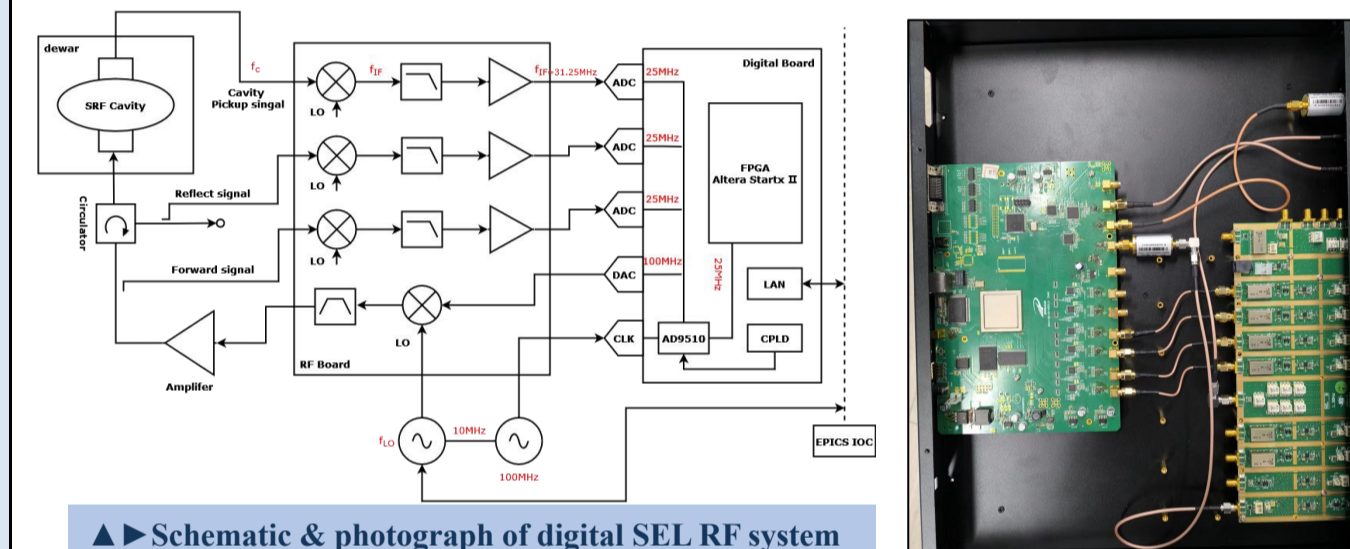 dewar
SRF Cavity
f_C
Cavity
Pickup singal
LO
f_IF
f_IF=31.25MHz
ADC
25MHz
Digital Board
LO
ADC
25MHz
FPGA
Altera Startx II
Reflect signal
Circulator
LO
ADC
25MHz
Forward signal
DAC
100MHz
25MHz
LAN
LO
CLK
AD9510
CPLD
RF Board
Amplifer
f_LO
10MHz
100MHz
EPICS IOC
▲►Schematic & photograph of digital SEL RF system